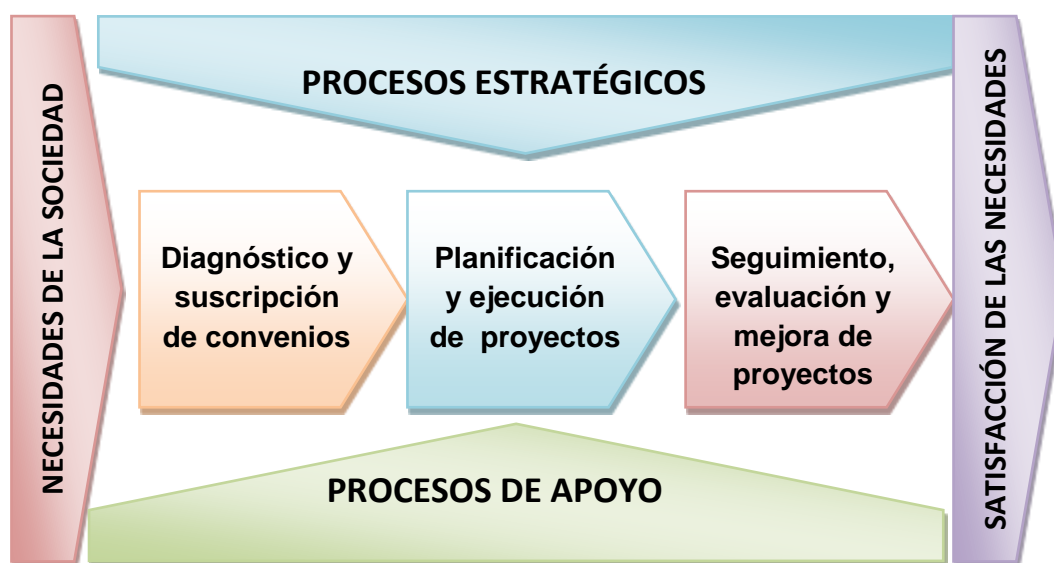 NECESIDADES DE LA SOCIEDAD
PROCESOS ESTRATÉGICOS
Diagnóstico y
suscripción
de convenios
Planificación
y ejecución
de proyectos
Seguimiento,
evaluación y
mejora de
proyectos
PROCESOS DE APOYO
SATISFACCIÓN DE LAS NECESIDADES